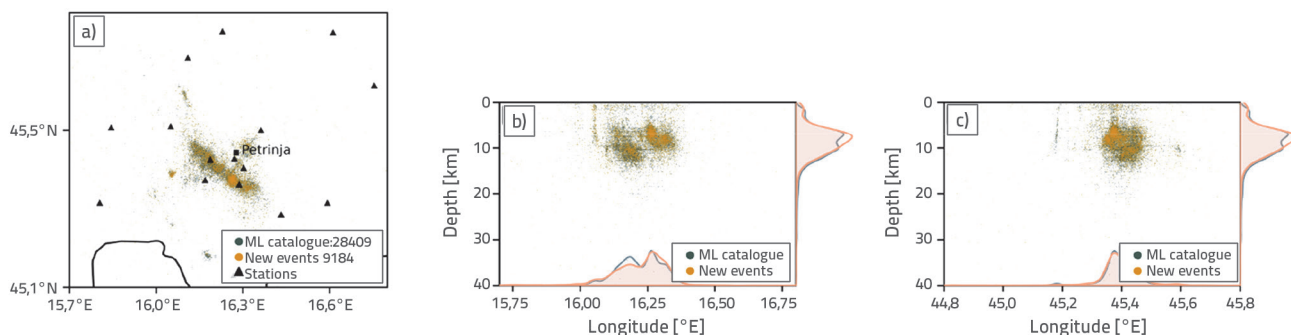 a)
45,5°N
45,1°N
Petrinja
ML catalogue:28409
New events 9184
Stations
15,7°E 16,0°E 16,3°E 16,6°E
b)
0
10
20
30
40
Depth [km]
ML catalogue
New events
15,75 16,00 16,25 50,50 16,75
Longitude [°E]
c)
0
10
20
30
40
Depth [km]
ML catalogue
New events
44,8 45,0 45,2 45,4 45,6 45,8
Longitude [°E]